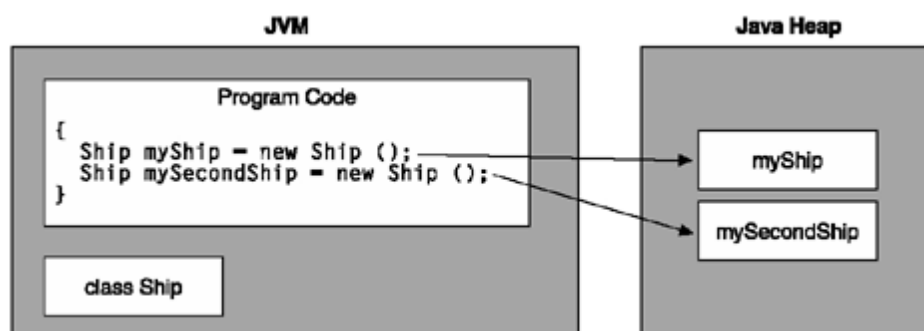 JVM
Java Heap
Program Code
{
Ship myShip = new Ship ();
Ship mySecondShip = new Ship ();
}
myShip
mySecondShip
class Ship